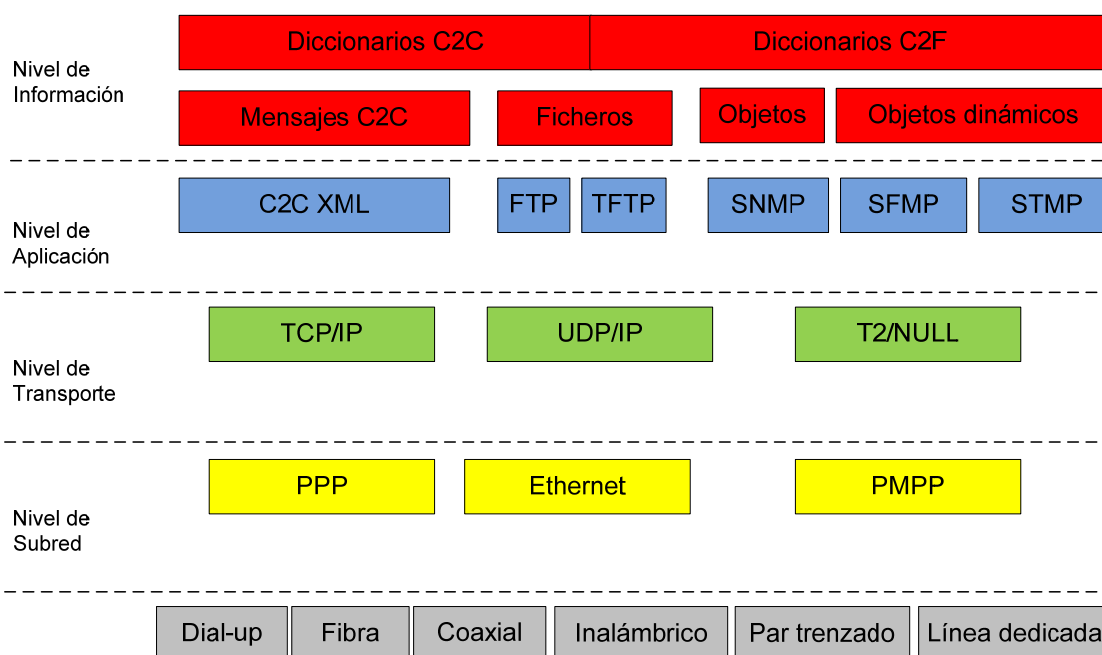 Diccionarios C2C
Diccionarios C2F
Nivel de
Información
Mensajes C2C
Ficheros
Objetos
Objetos dinámicos
C2C XML
FTP
TFTP
SNMP
SFMP
STMP
Nivel de
Aplicación
TCP/IP
UDP/IP
T2/NULL
Nivel de
Transporte
PPP
Ethernet
PMPP
Nivel de
Subred
Dial-up
Fibra
Coaxial
Inalámbrico
Par trenzado
Línea dedicada